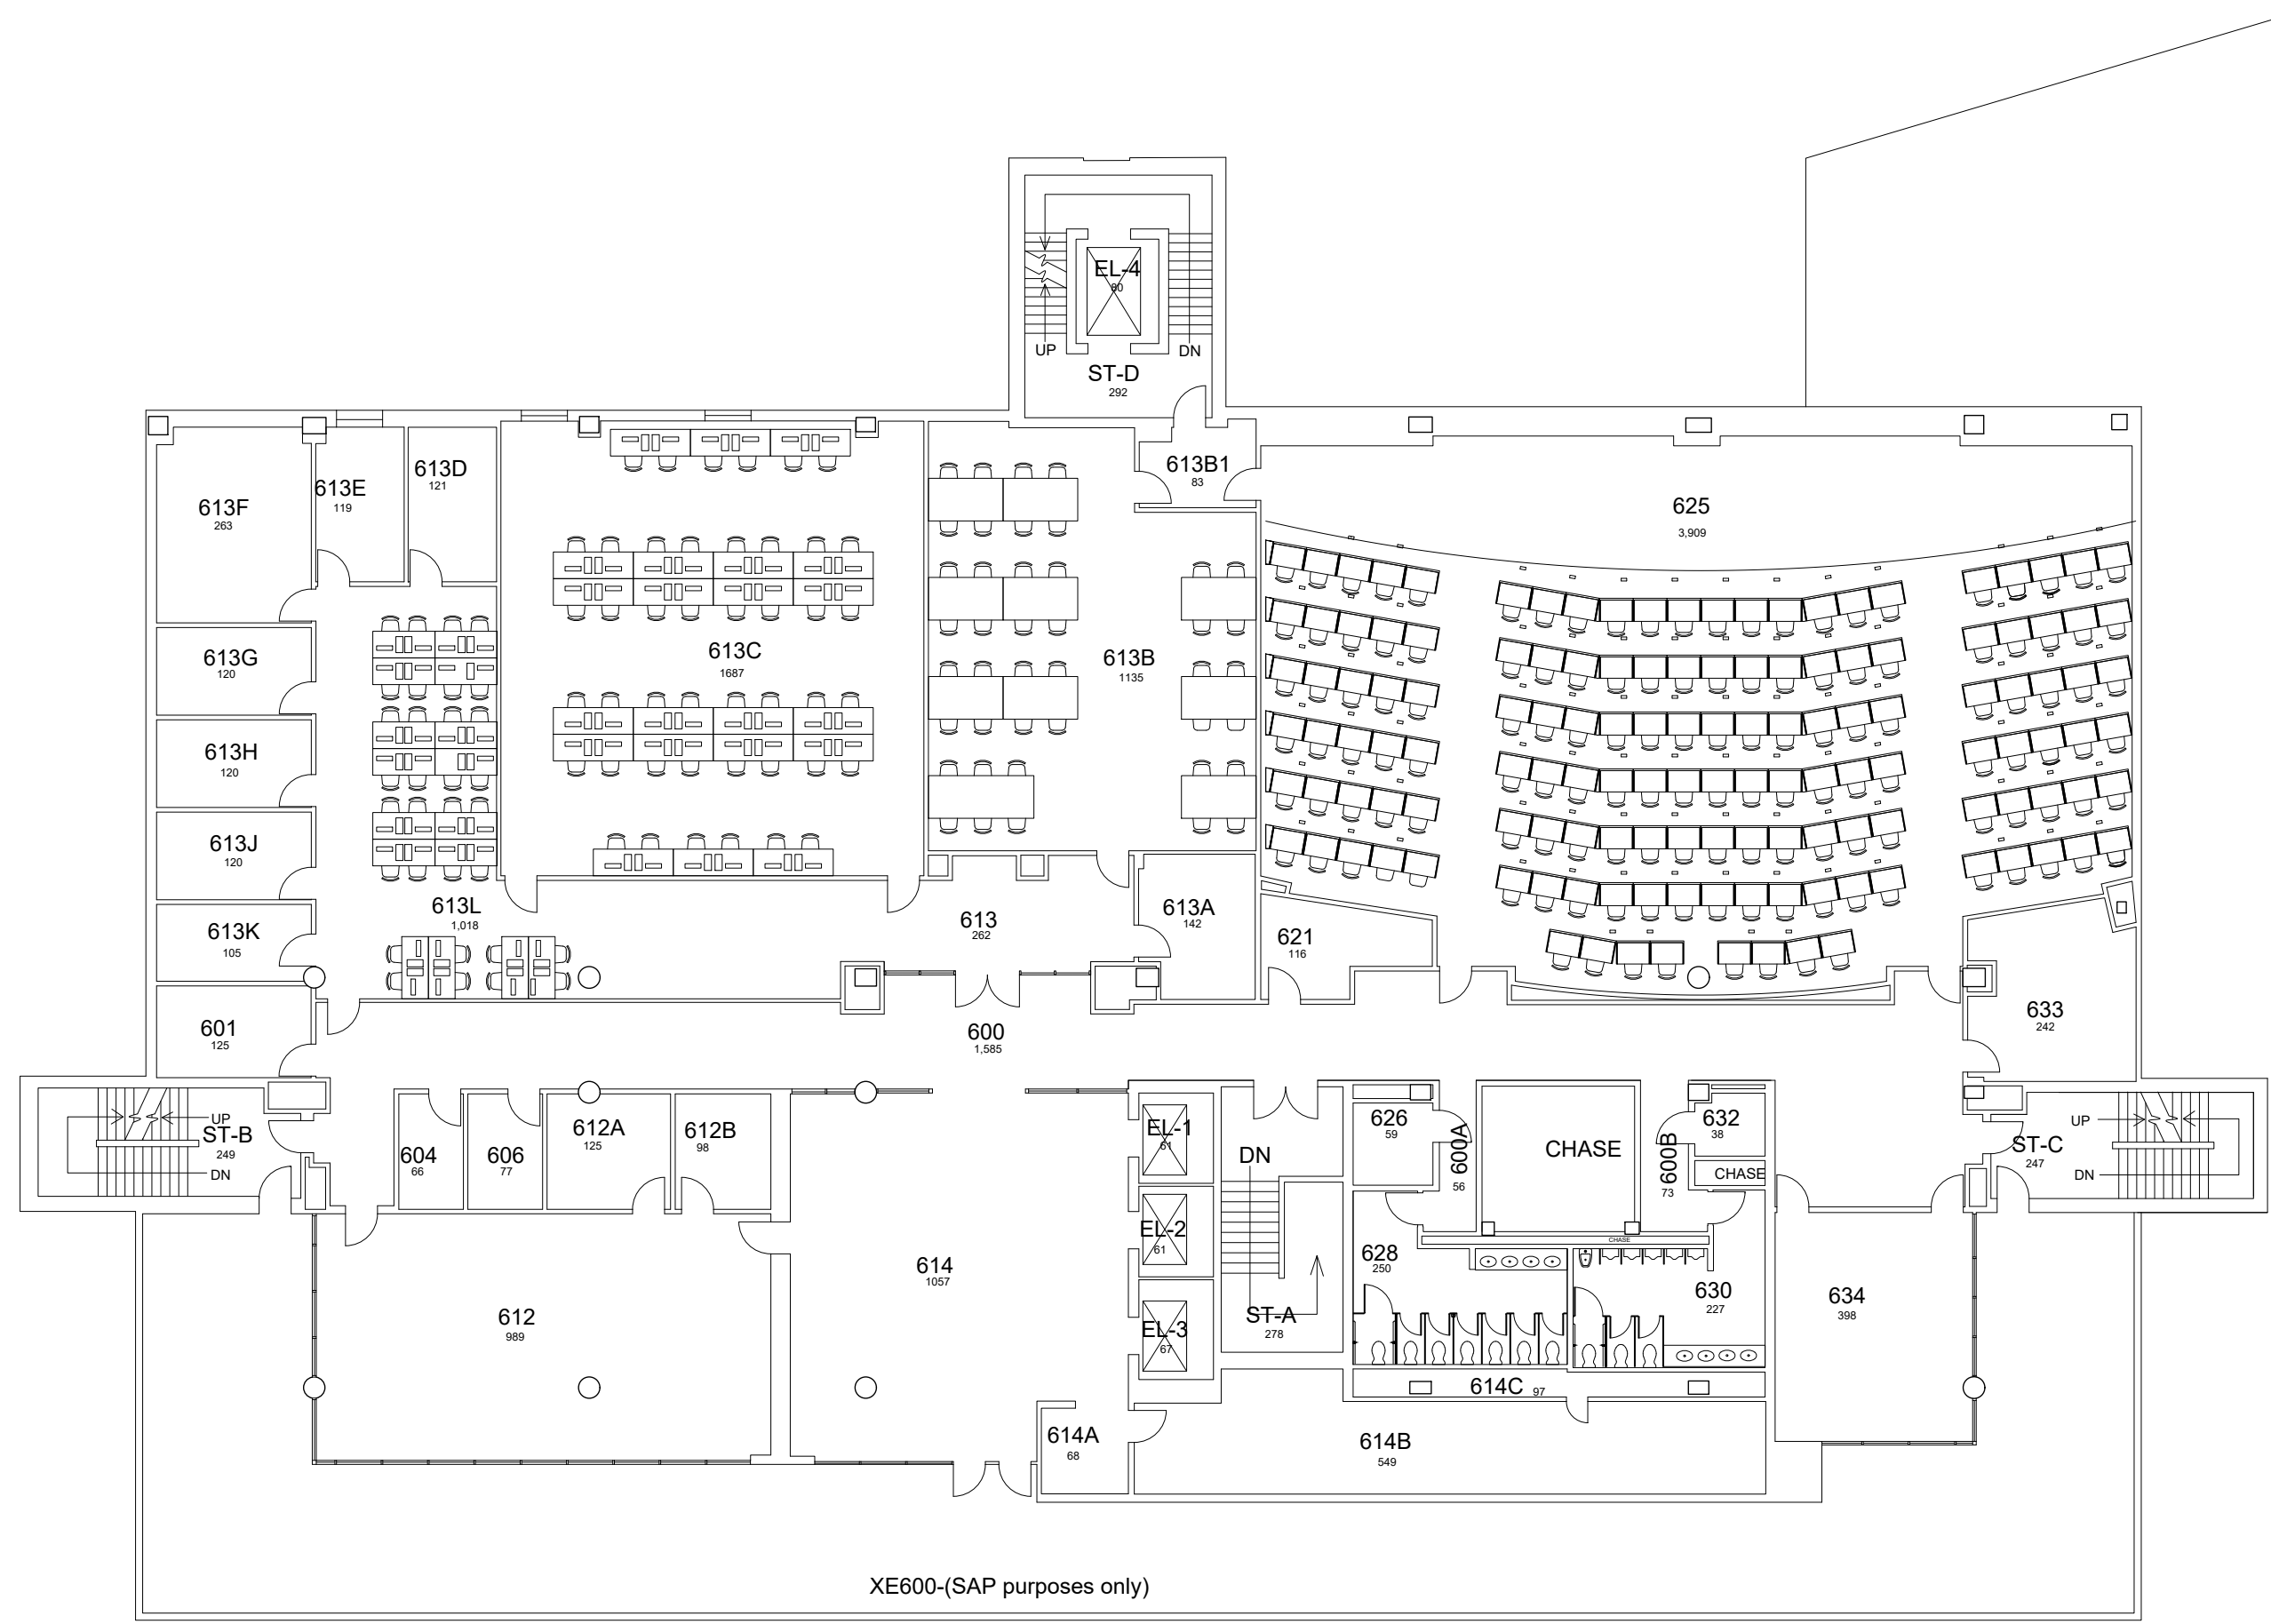 EL-4
80
UP
DN
ST-D
292
613F
263
613E
119
613D
121
613B1
83
625
3,909
613G
120
613C
1687
613B
1135
613H
120
613J
120
613L
1,018
613K
105
613
262
613A
142
621
116
601
125
600
1,585
633
242
UP
ST-B
249
DN
604
66
606
77
612A
125
612B
98
EL-1
61
DN
626
59
600A
56
CHASE
600B
73
632
38
CHASE
UP
ST-C
247
DN
EL-2
61
614
1057
628
250
CHASE
630
227
634
398
612
989
EL-3
67
ST-A
278
614C 97
614A
68
614B
549
XE600-(SAP purposes only)